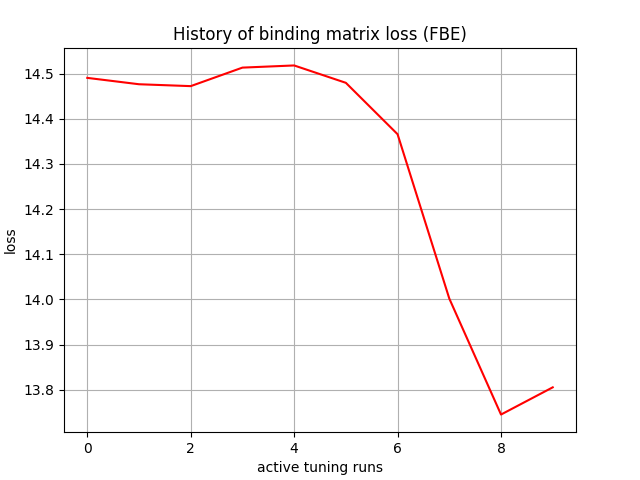 History of binding matrix loss (FBE)
14.5
14.4
14.3
14.2
14.1
14.0
13.9
13.8
loss
0 2 4 6 8
active tuning runs